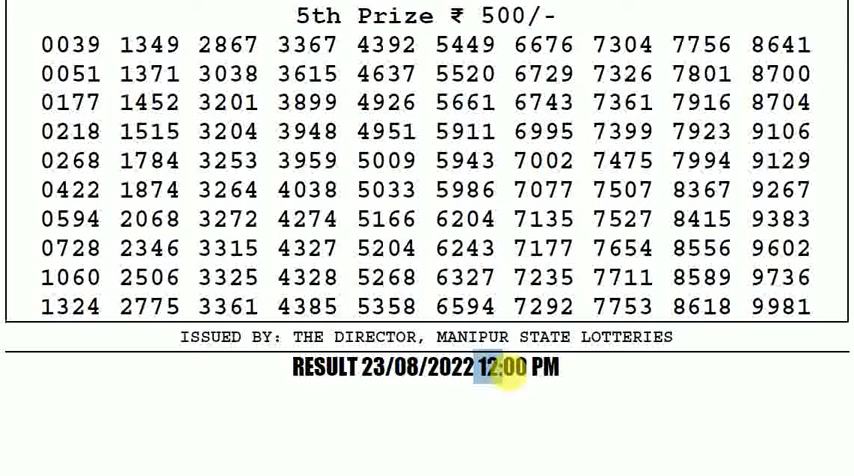 5th Prize ₹ 500/-
0039 1349 2867 3367 4392 5449 6676 7304 7756 8641
0051 1371 3038 3615 4637 5520 6729 7326 7801 8700
0177 1452 3201 3899 4926 5661 6743 7361 7916 8704
0218 1515 3204 3948 4951 5911 6995 7399 7923 9106
0268 1784 3253 3959 5009 5943 7002 7475 7994 9129
0422 1874 3264 4038 5033 5986 7077 7507 8367 9267
0594 2068 3272 4274 5166 6204 7135 7527 8415 9383
0728 2346 3315 4327 5204 6243 7177 7654 8556 9602
1060 2506 3325 4328 5268 6327 7235 7711 8589 9736
1324 2775 3361 4385 5358 6594 7292 7753 8618 9981
ISSUED BY: THE DIRECTOR, MANIPUR STATE LOTTERIES
RESULT 23/08/2022 12:00 PM